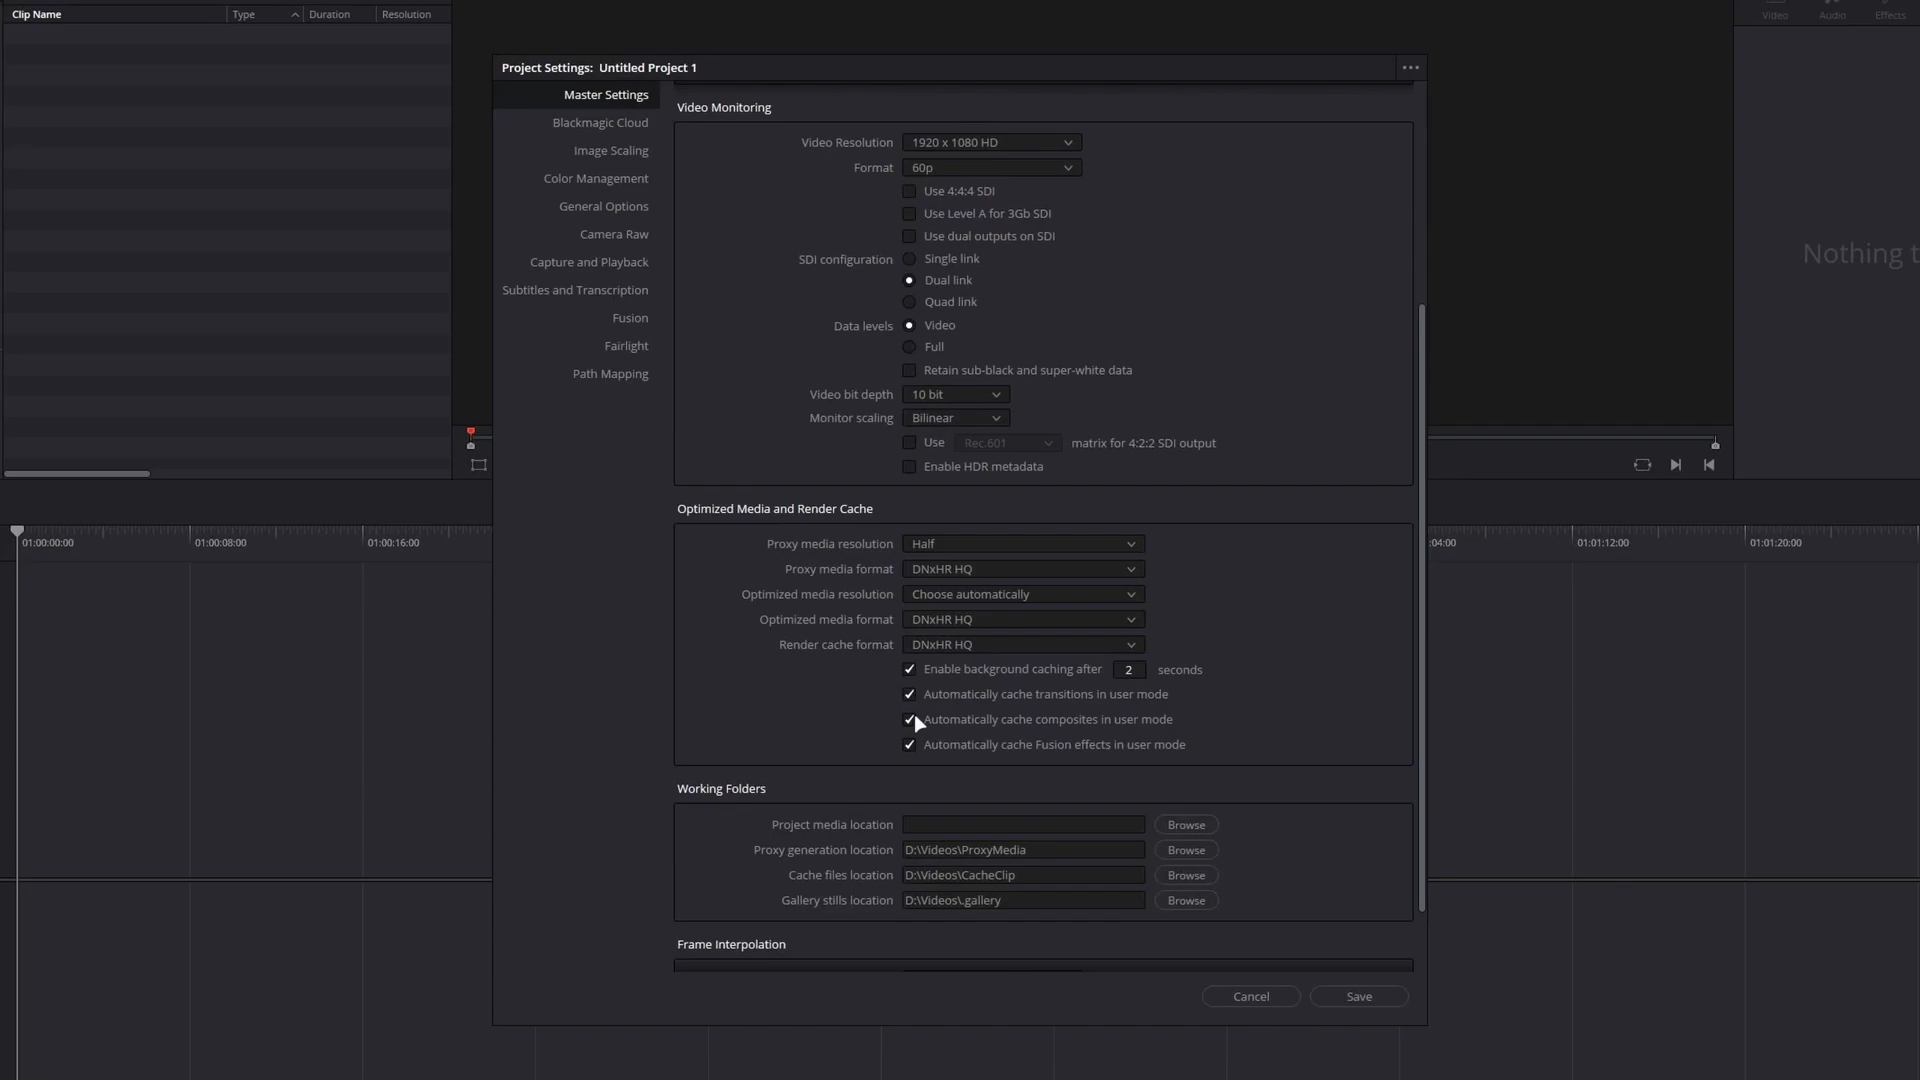 Clip Name Type Duration Resolution
Video Audio Effects
Project Settings: Untitled Project 1
Master Settings
Blackmagic Cloud
Image Scaling
Color Management
General Options
Camera Raw
Capture and Playback
Subtitles and Transcription
Fusion
Fairlight
Path Mapping
Video Monitoring
Video Resolution 1920 x 1080 HD
Format 60p
Use 4:4:4 SDI
Use Level A for 3Gb SDI
Use dual outputs on SDI
SDI configuration Single link
Dual link
Quad link
Data levels Video
Full
Retain sub-black and super-white data
Video bit depth 10 bit
Monitor scaling Bilinear
Use Rec.601 matrix for 4:2:2 SDI output
Enable HDR metadata
Optimized Media and Render Cache
Proxy media resolution Half
Proxy media format DNxHR HQ
Optimized media resolution Choose automatically
Optimized media format DNxHR HQ
Render cache format DNxHR HQ
Enable background caching after 2 seconds
Automatically cache transitions in user mode
Automatically cache composites in user mode
Automatically cache Fusion effects in user mode
Working Folders
Project media location Browse
Proxy generation location D:\Videos\ProxyMedia Browse
Cache files location D:\Videos\CacheClip Browse
Gallery stills location D:\Videos\.gallery Browse
Frame Interpolation
Cancel Save
Nothing t
01:00:00:00 01:00:08:00 01:00:16:00 :04:00 01:01:12:00 01:01:20:00